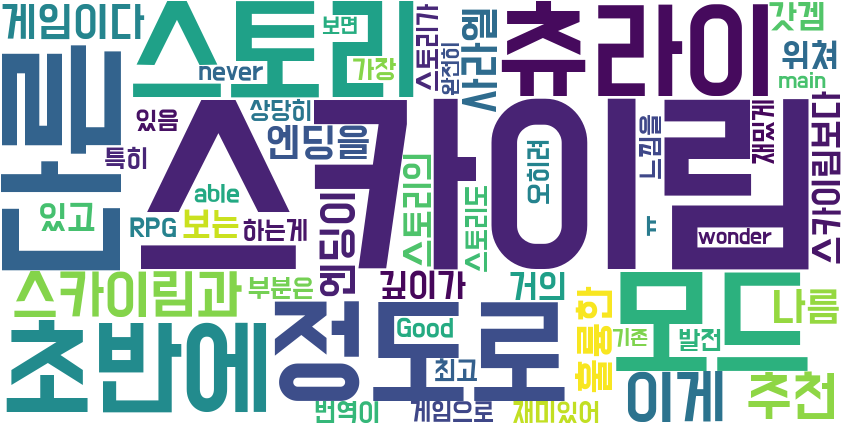 게임이다
스토리
보면
never
가장
스토리가
완전히
사라엘
츄라이
갓겜
위쳐
main
스카이림
있음
상당히
특히
엔딩을
able
있고
RPG
보는
하는게
엔딩이
스토리의
스토리도
오히려
느낌을
재밌게
스카이림보다
ㅠ
wonder
스카이림과
부분은
깊이가
거의
초반에
정도로
Good
최고
훌륭한
모드
기존
발전
나름
이게
추천
번역이
게임으로
재미있어